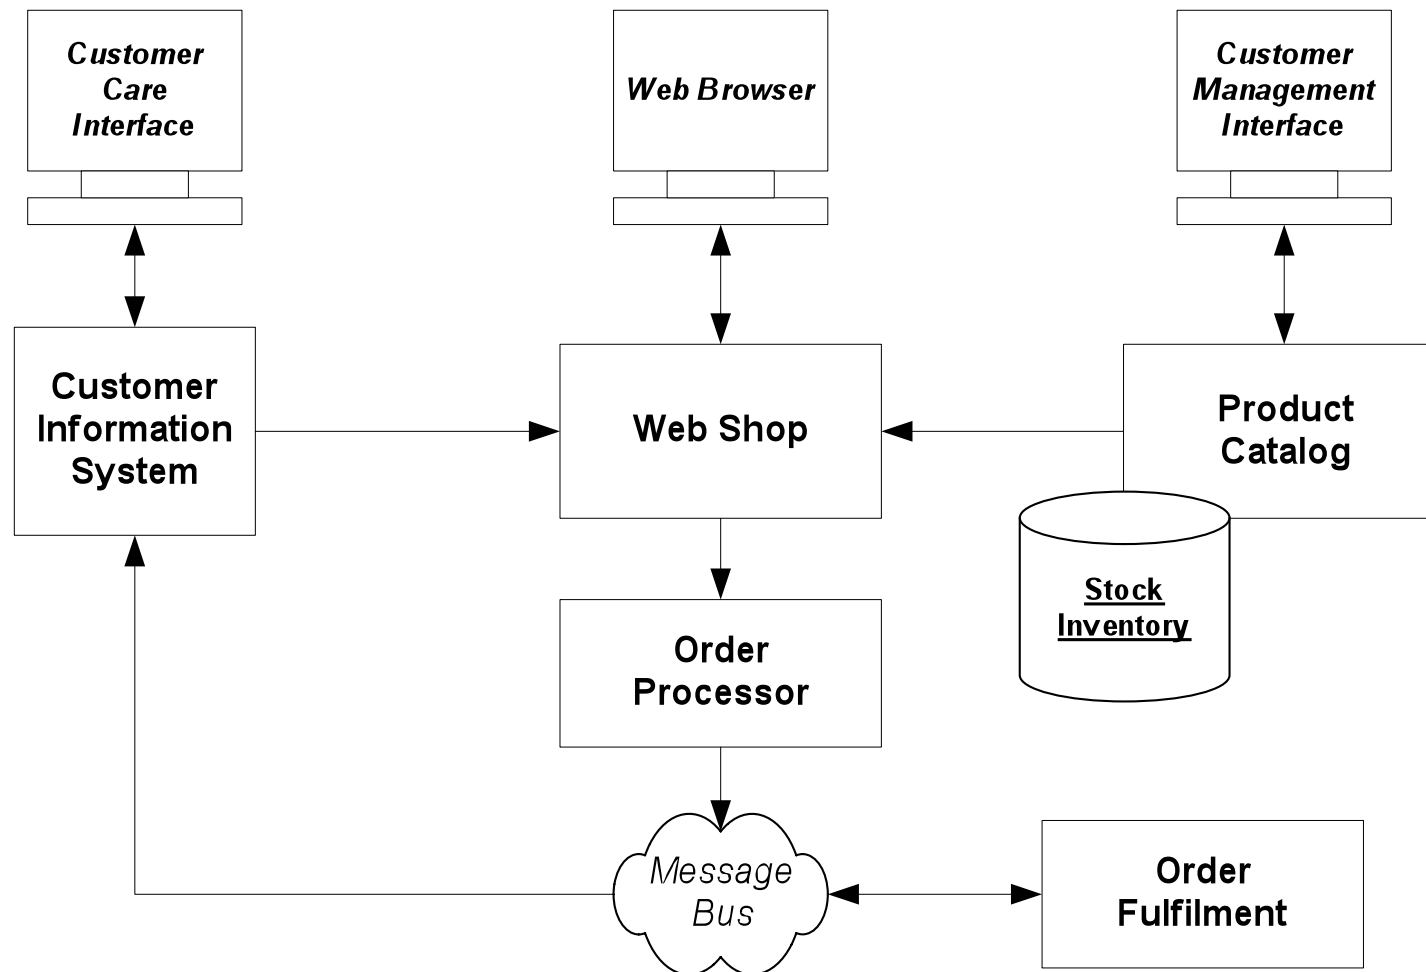 Customer
Care
Interface
Web Browser
Customer
Management
Interface
Customer
Information
System
Web Shop
Product
Catalog
Stock
Inventory
Order
Processor
Message
Bus
Order
Fulfilment